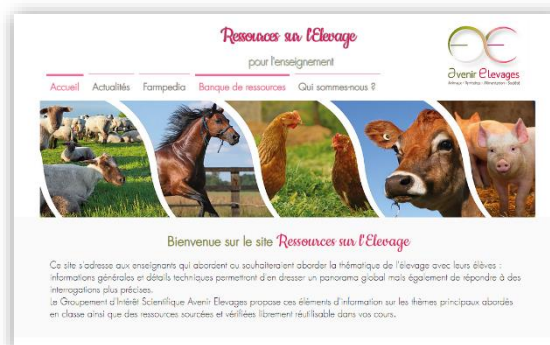 Ressources sur l'Elevage
pour l'enseignement
Avenir Elevages
Accueil Actualités Farmpedia Banque de ressources Qui sommes-nous ?
Bienvenue sur le site Ressources sur l'Elevage
Ce site s'adresse aux enseignants qui abordent ou souhaiteraient aborder la thématique de l'élevage avec leurs élèves :
informations générales et détails techniques permettront d'en dresser un panorama global mais également de répondre à des
interrogations plus précises.
Le Groupement d'Intérêt Scientifique Avenir Elevages propose ces éléments d'information sur les thèmes principaux abordés
en classe ainsi que des ressources sourcées et vérifiées librement réutilisable dans vos cours.